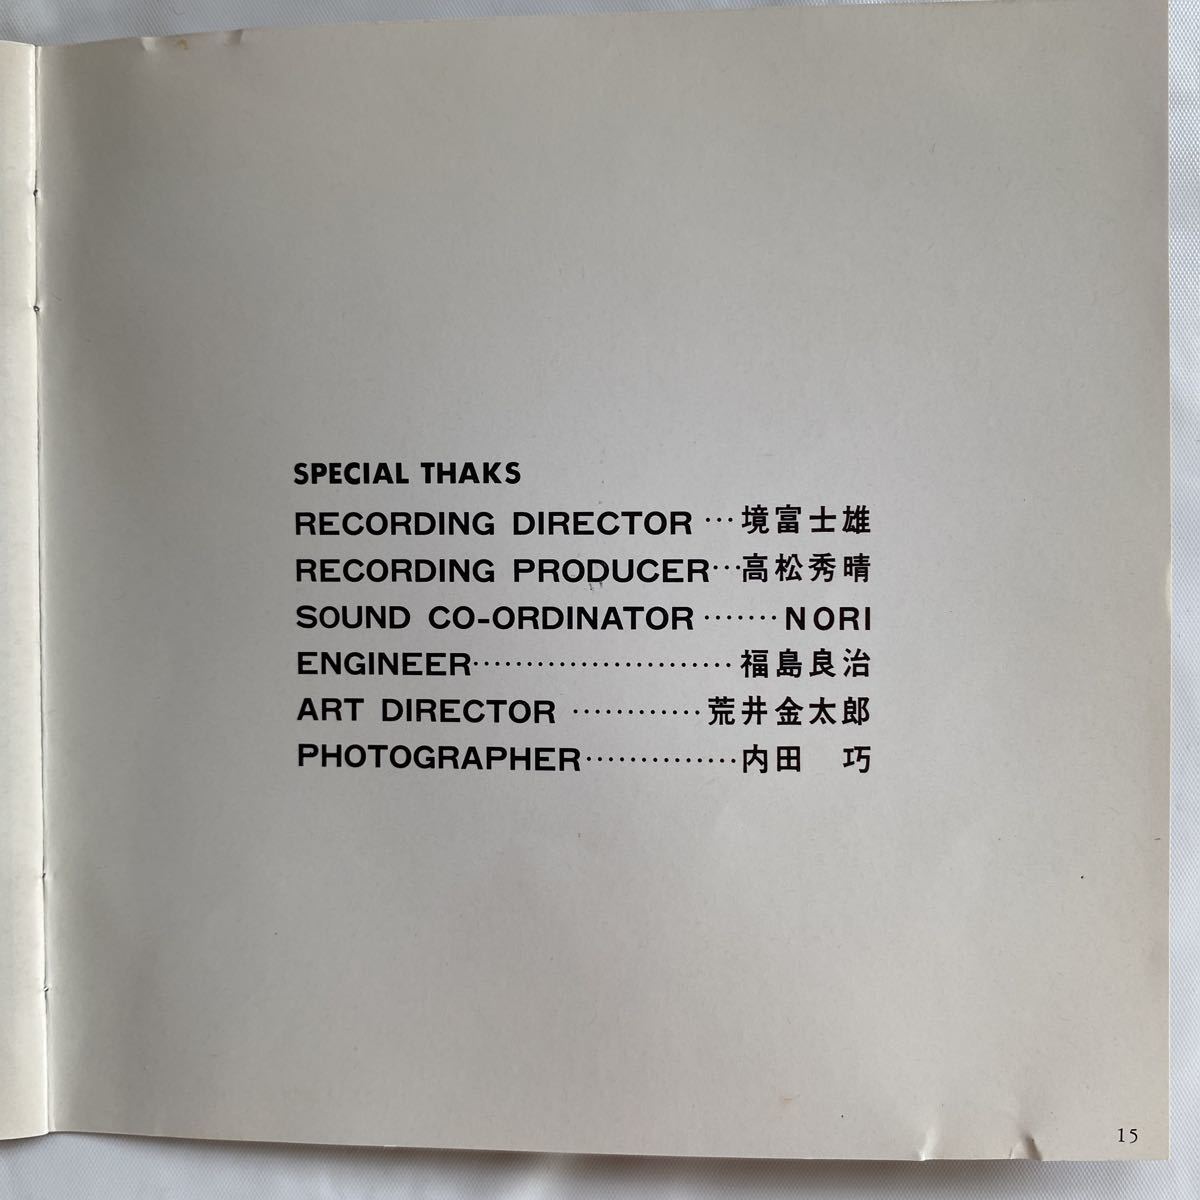 SPECIAL THAKS
RECORDING DIRECTOR ···境富士雄
RECORDING PRODUCER···高松秀晴
SOUND CO-ORDINATOR ·······NORI
ENGINEER························福島良治
ART DIRECTOR ············荒井金太郎
PHOTOGRAPHER··············内田　巧
15